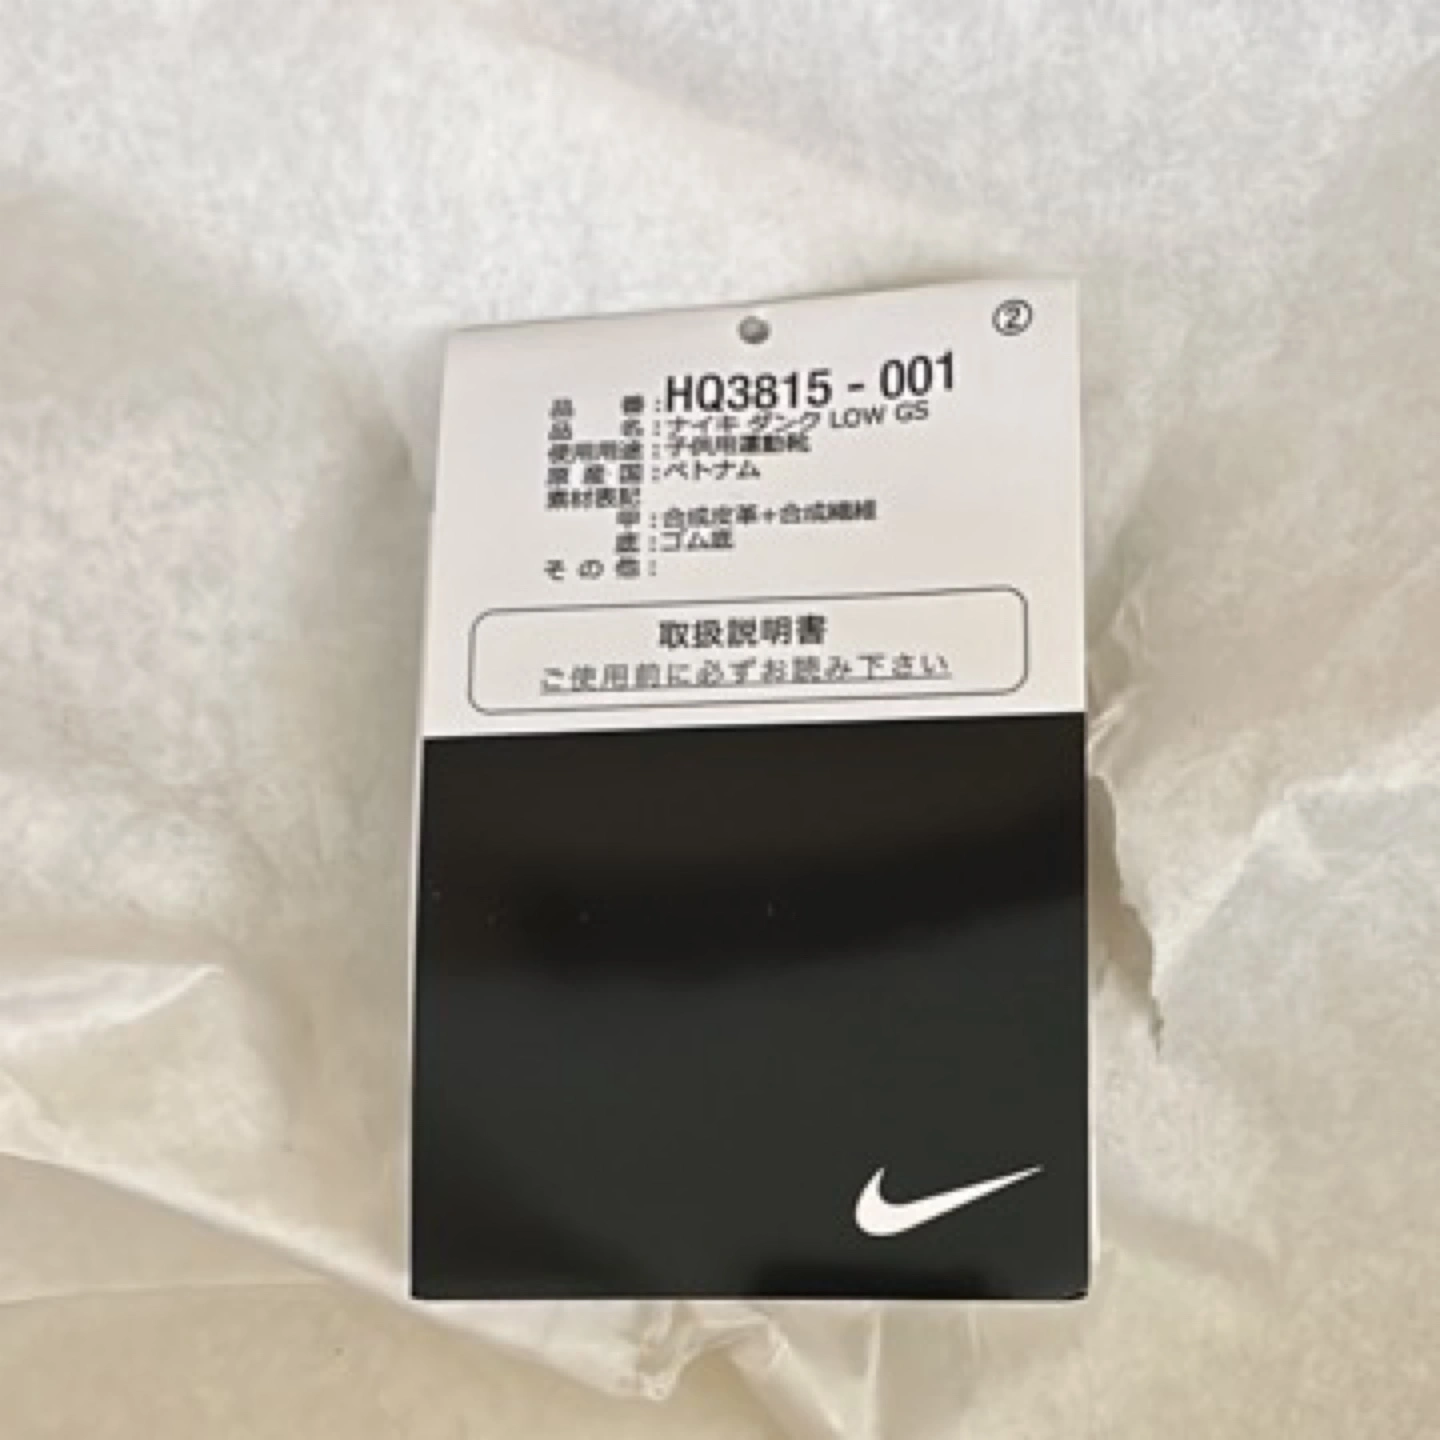 ②
品 番:HQ3815 - 001
品 名:ナイキ ダンク LOW GS
使用用途:子供用運動靴
原 産 国:ベトナム
素材表記
甲:合成皮革+合成繊維
底:ゴム底
そ の 他:
取扱説明書
ご使用前に必ずお読み下さい